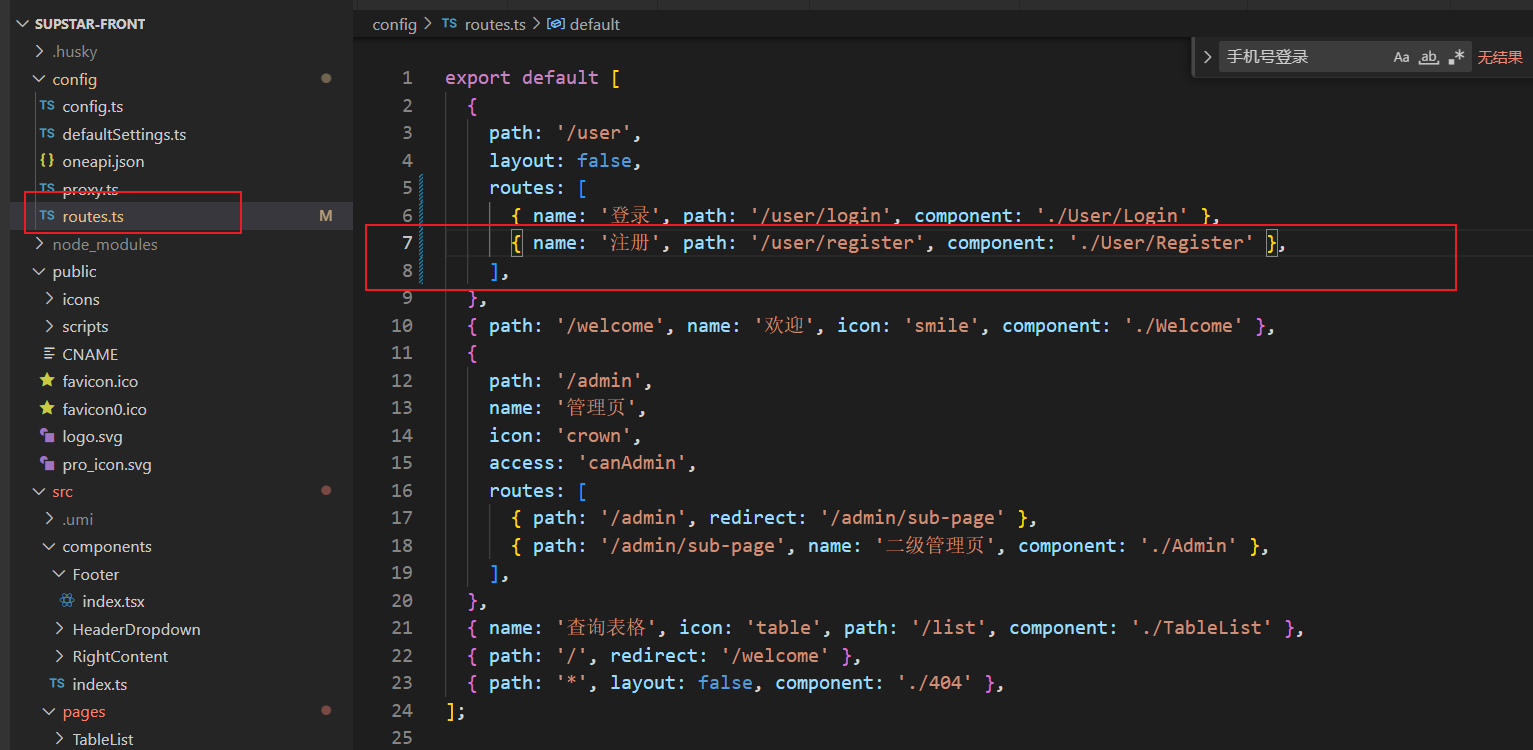 SUPSTAR-FRONT
.husky
config
TS config.ts
TS defaultSettings.ts
{} oneapi.json
TS proxy.ts
TS routes.ts M
node_modules
public
icons
scripts
CNAME
favicon.ico
favicon0.ico
logo.svg
pro_icon.svg
src
.umi
components
Footer
index.tsx
HeaderDropdown
RightContent
TS index.ts
pages
TableList
config > TS routes.ts > default
手机号登录 Aa ab .* 无结果
1 export default [
2 {
3 path: '/user',
4 layout: false,
5 routes: [
6 { name: '登录', path: '/user/login', component: './User/Login' },
7 { name: '注册', path: '/user/register', component: './User/Register' },
8 ],
9 },
10 { path: '/welcome', name: '欢迎', icon: 'smile', component: './Welcome' },
11 {
12 path: '/admin',
13 name: '管理页',
14 icon: 'crown',
15 access: 'canAdmin',
16 routes: [
17 { path: '/admin', redirect: '/admin/sub-page' },
18 { path: '/admin/sub-page', name: '二级管理页', component: './Admin' },
19 ],
20 },
21 { name: '查询表格', icon: 'table', path: '/list', component: './TableList' },
22 { path: '/', redirect: '/welcome' },
23 { path: '*', layout: false, component: './404' },
24 ];
25